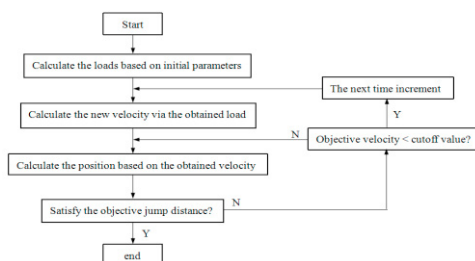 Start
Calculate the loads based on initial parameters
The next time increment
Calculate the new velocity via the obtained load
Y
N
Objective velocity < cutoff value?
Calculate the position based on the obtained velocity
Satisfy the objective jump distance?
N
Y
end